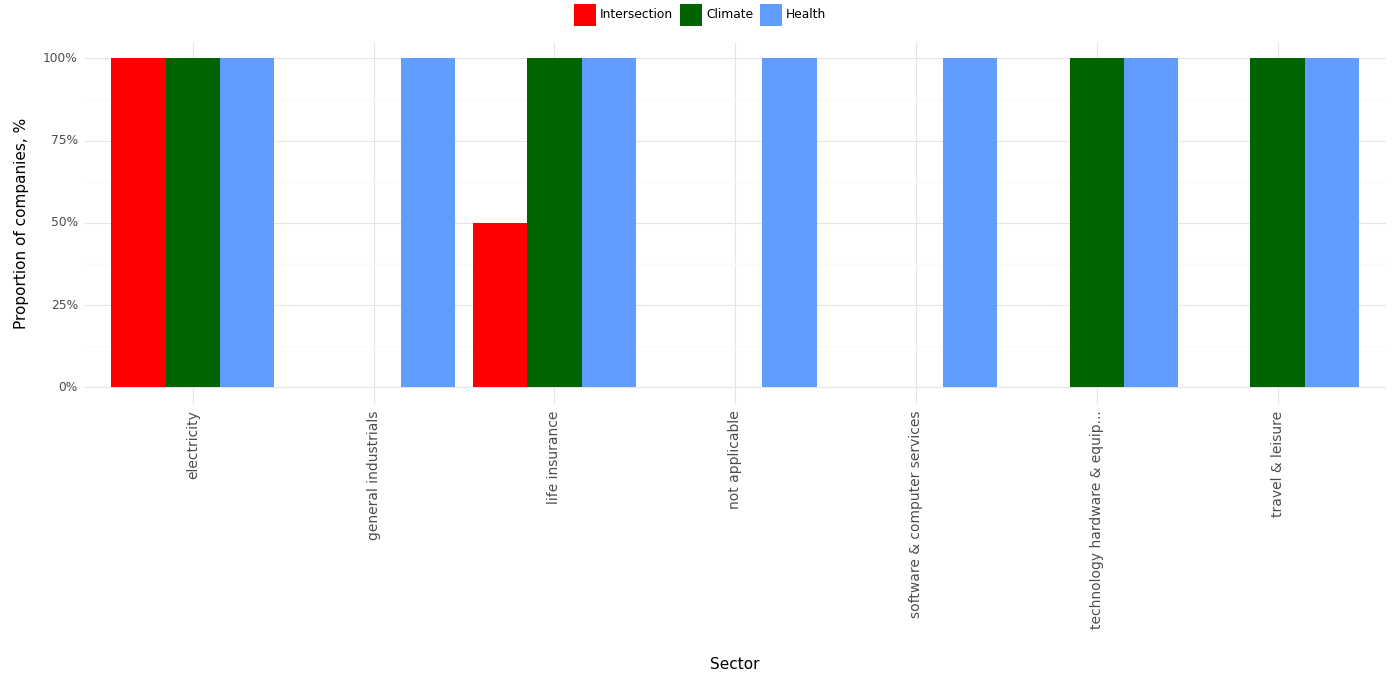 Intersection Climate Health
Proportion of companies, %
100%
75%
50%
25%
0%
electricity
general industrials
life insurance
not applicable
software & computer services
technology hardware & equip...
travel & leisure
Sector